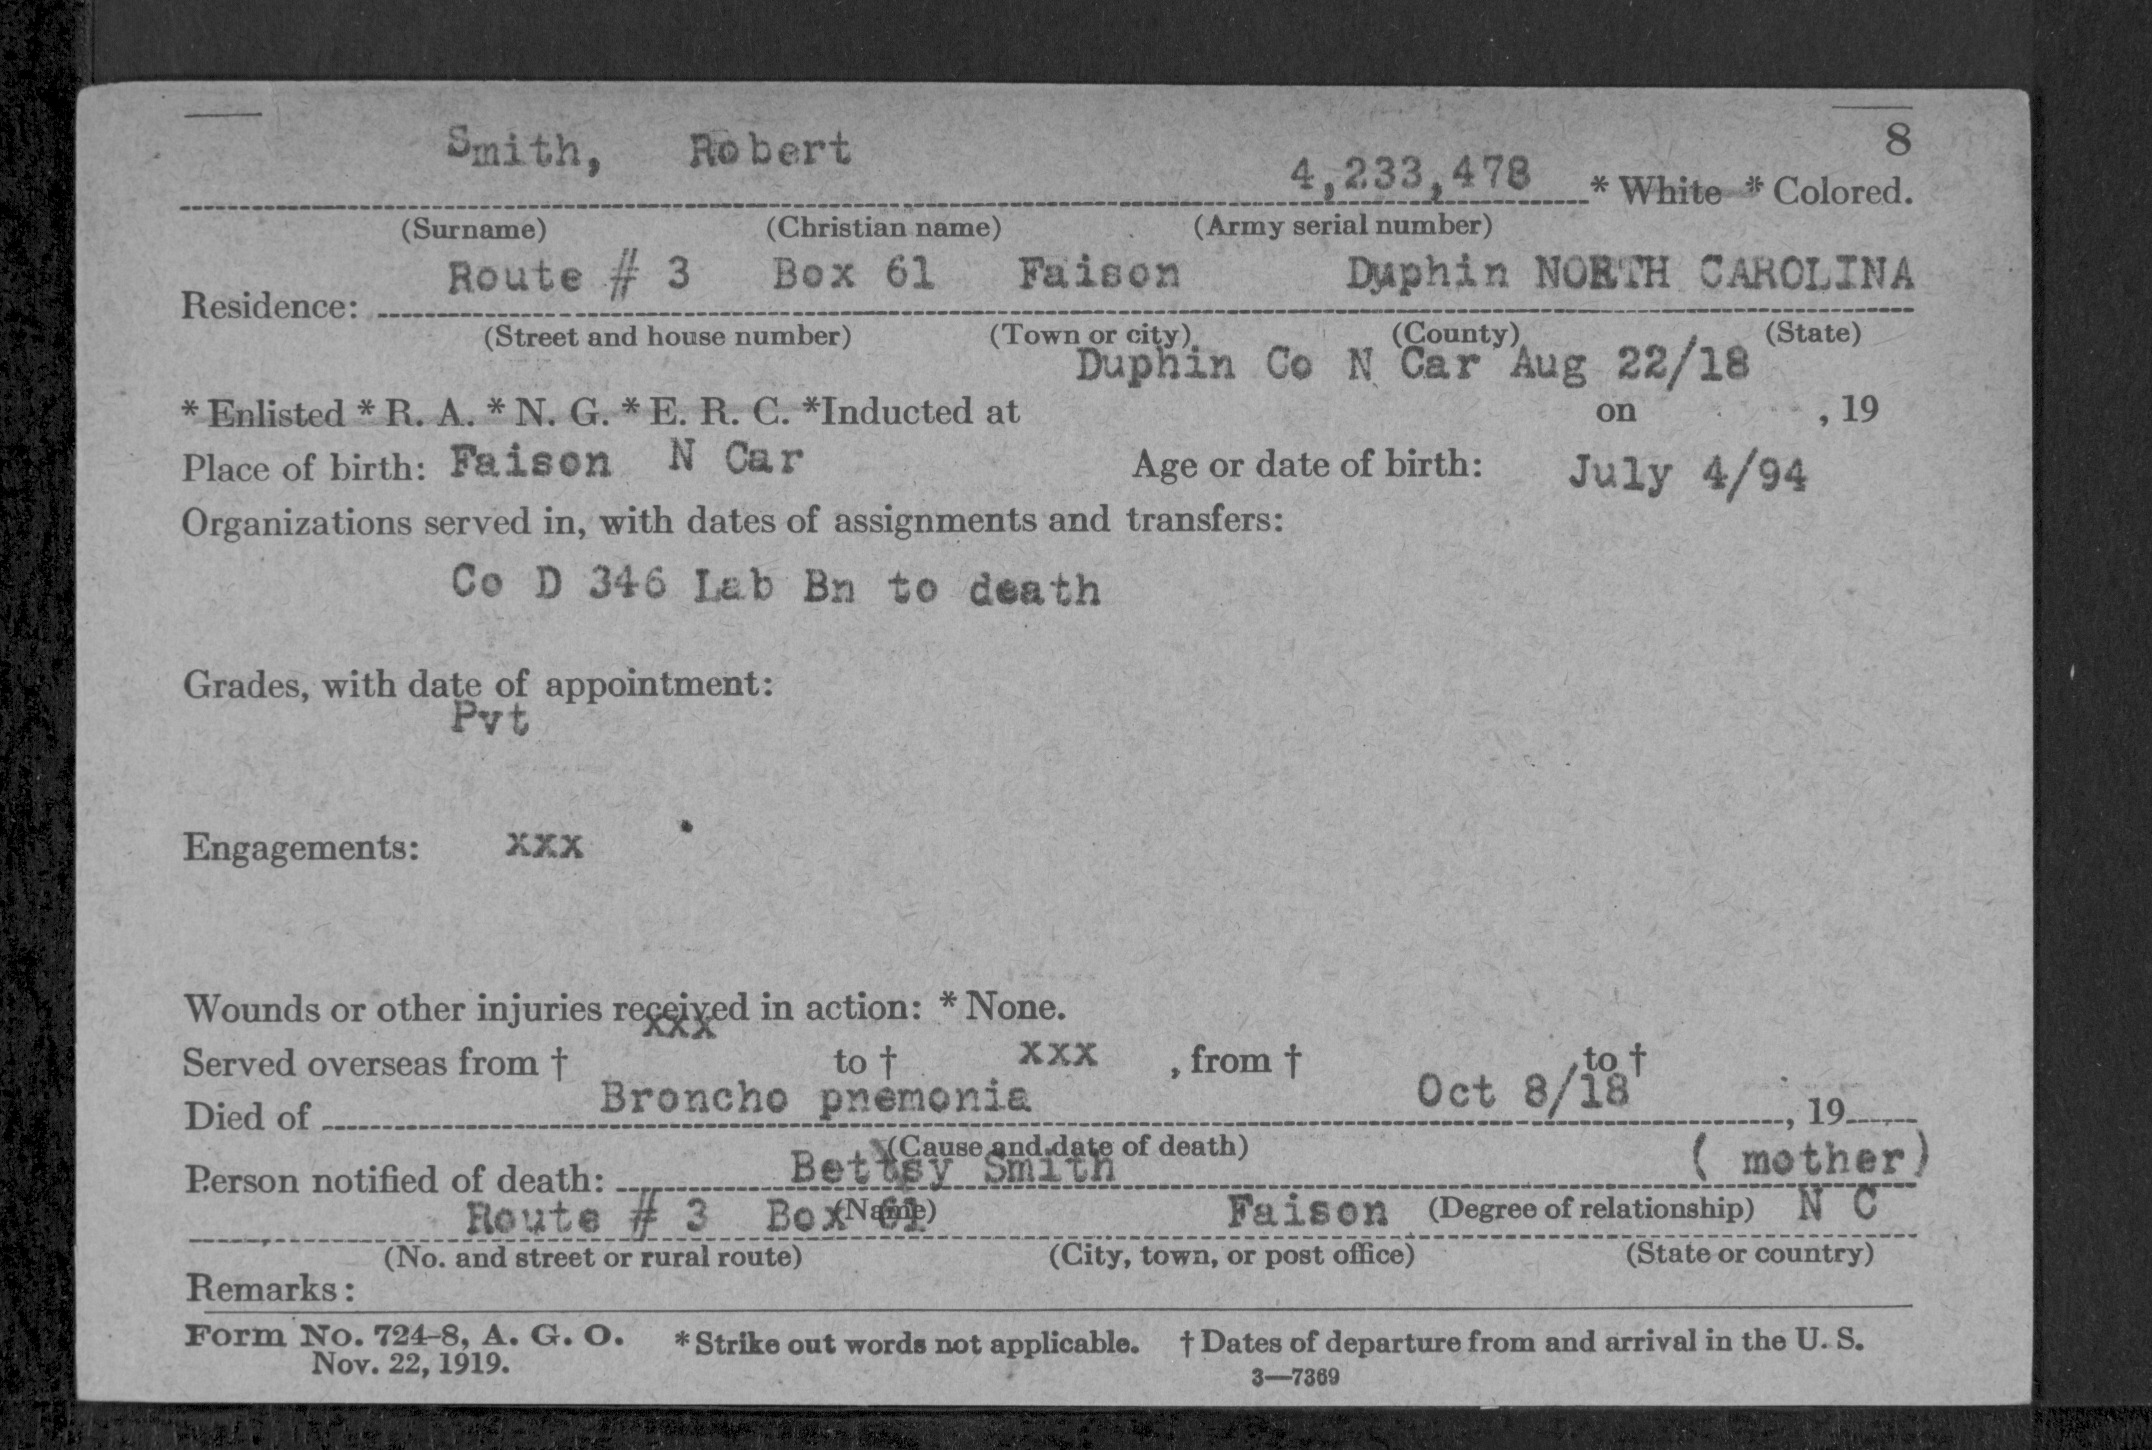 8
Smith, Robert 4,233,478 * White * Colored.
(Surname) (Christian name) (Army serial number)
Route # 3 Box 61 Faison Duphin NORTH CAROLINA
Residence:
(Street and house number) (Town or city) (County) (State)
Duphin Co N Car Aug 22/18
* Enlisted * R. A. * N. G. * E. R. C. *Inducted at on , 19
Place of birth: Faison N Car Age or date of birth: July 4/94
Organizations served in, with dates of assignments and transfers:
Co D 346 Lab Bn to death
Grades, with date of appointment:
Pvt
Engagements: xxx
Wounds or other injuries received in action: * None.
xxx
Served overseas from † to † xxx , from † to †
Died of Broncho pnemonia Oct 8/18 , 19
(Cause and date of death)
Person notified of death: Bettsy Smith ( mother)
(Name) (Degree of relationship)
Route # 3 Box 61 Faison N C
(No. and street or rural route) (City, town, or post office) (State or country)
Remarks:
Form No. 724-8, A. G. O. * Strike out words not applicable. † Dates of departure from and arrival in the U. S.
Nov. 22, 1919.
3—7369